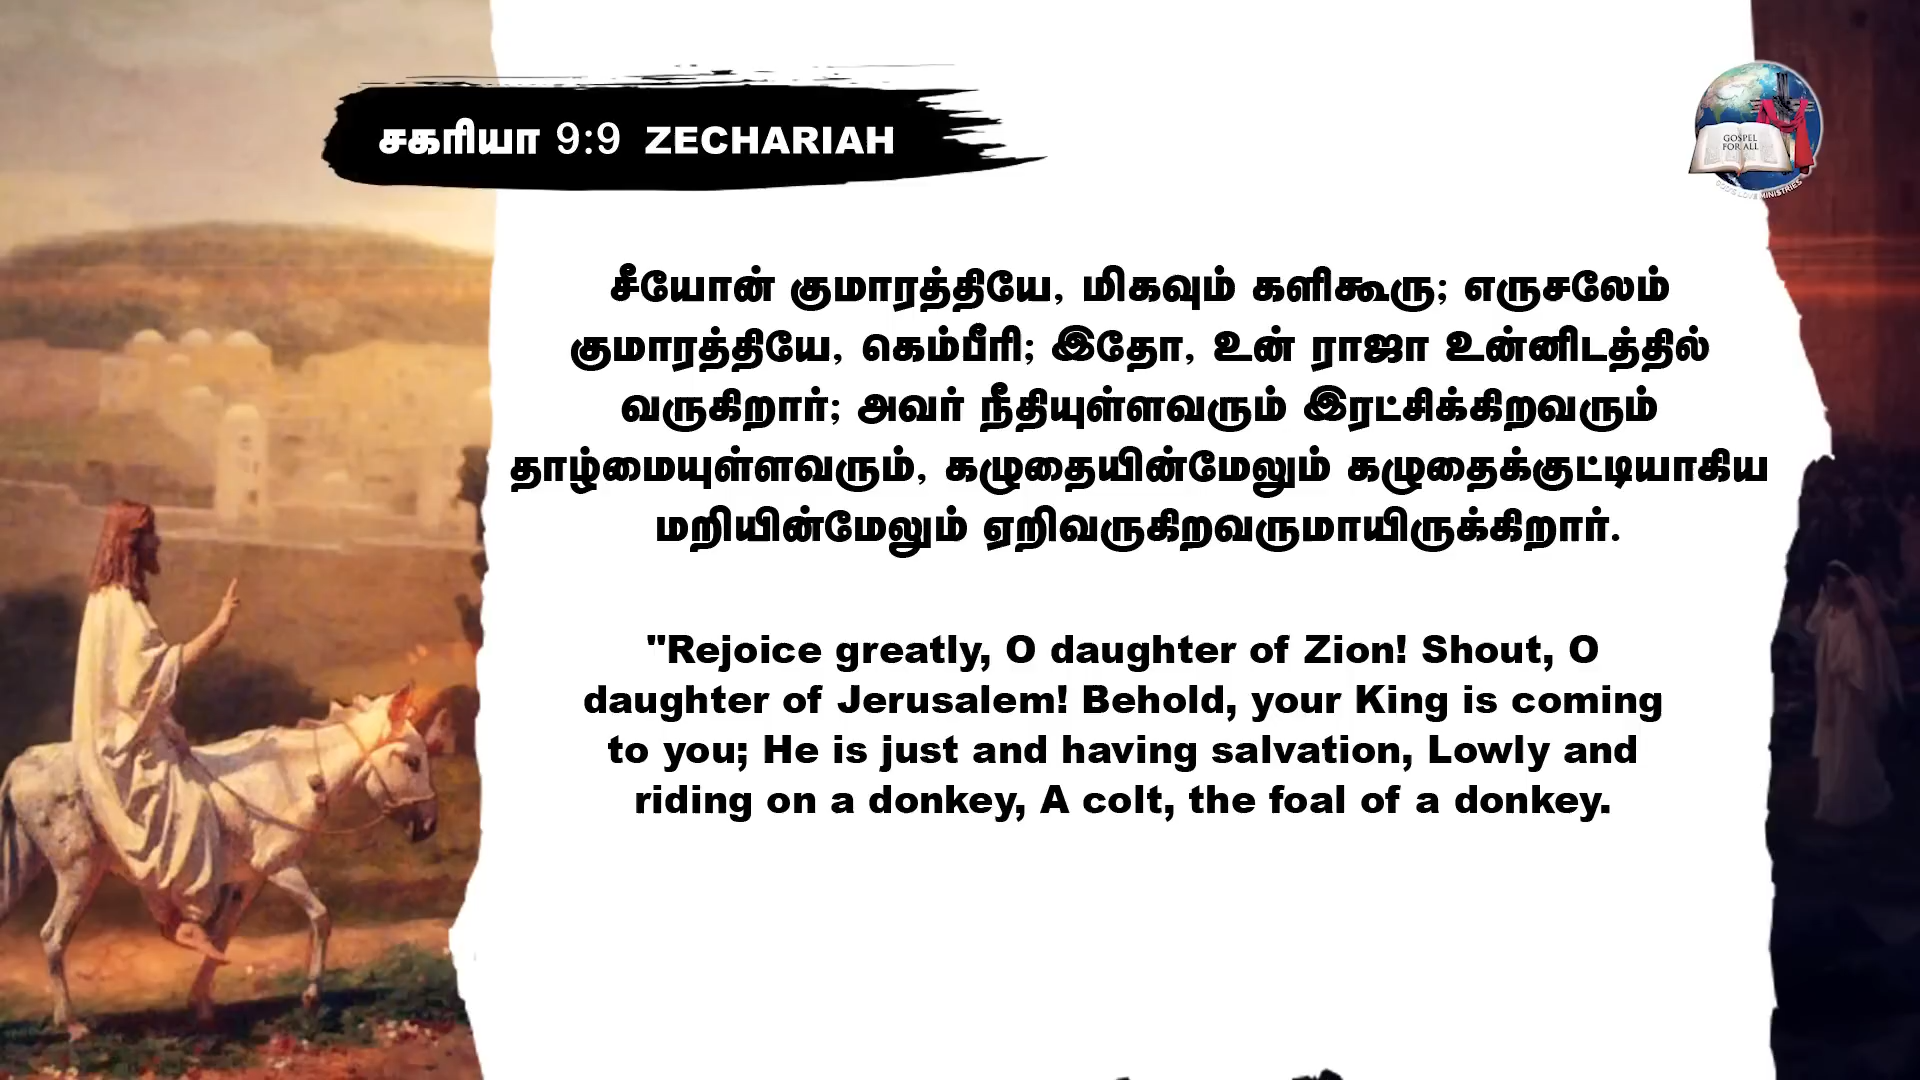 சகரியா 9:9 ZECHARIAH
GOSPEL
FOR ALL
GOD'S LOVE MINISTRIES
சீயோன் குமாரத்தியே, மிகவும் களிகூரு; எருசலேம்
குமாரத்தியே, கெம்பீரி; இதோ, உன் ராஜா உன்னிடத்தில்
வருகிறார்; அவர் நீதியுள்ளவரும் இரட்சிக்கிறவரும்
தாழ்மையுள்ளவரும், கழுதையின்மேலும் கழுதைக்குட்டியாகிய
மறியின்மேலும் ஏறிவருகிறவருமாயிருக்கிறார்.
"Rejoice greatly, O daughter of Zion! Shout, O
daughter of Jerusalem! Behold, your King is coming
to you; He is just and having salvation, Lowly and
riding on a donkey, A colt, the foal of a donkey.